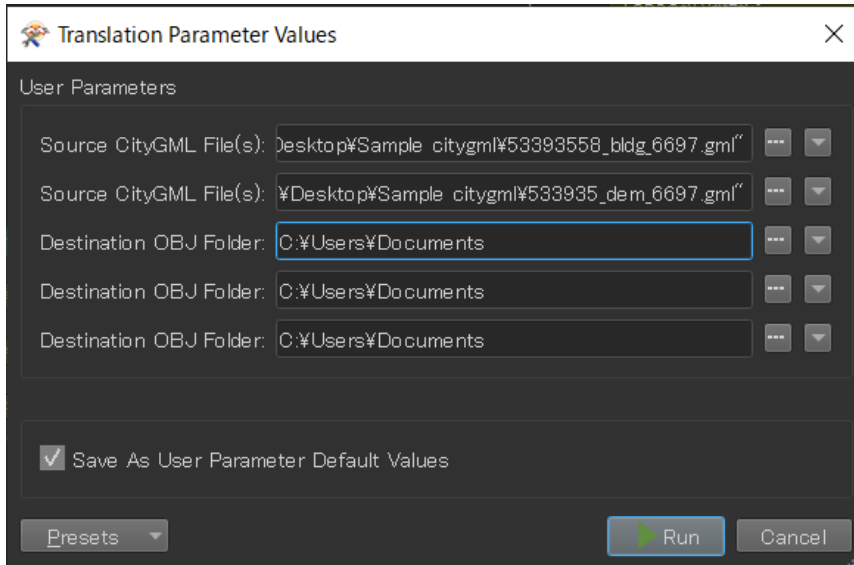 Translation Parameter Values
User Parameters
Source CityGML File(s): Desktop¥Sample citygml¥53393558_bldg_6697.gml"
Source CityGML File(s): ¥Desktop¥Sample citygml¥533935_dem_6697.gml"
Destination OBJ Folder: C:¥Users¥Documents
Destination OBJ Folder: C:¥Users¥Documents
Destination OBJ Folder: C:¥Users¥Documents
Save As User Parameter Default Values
Presets Run Cancel